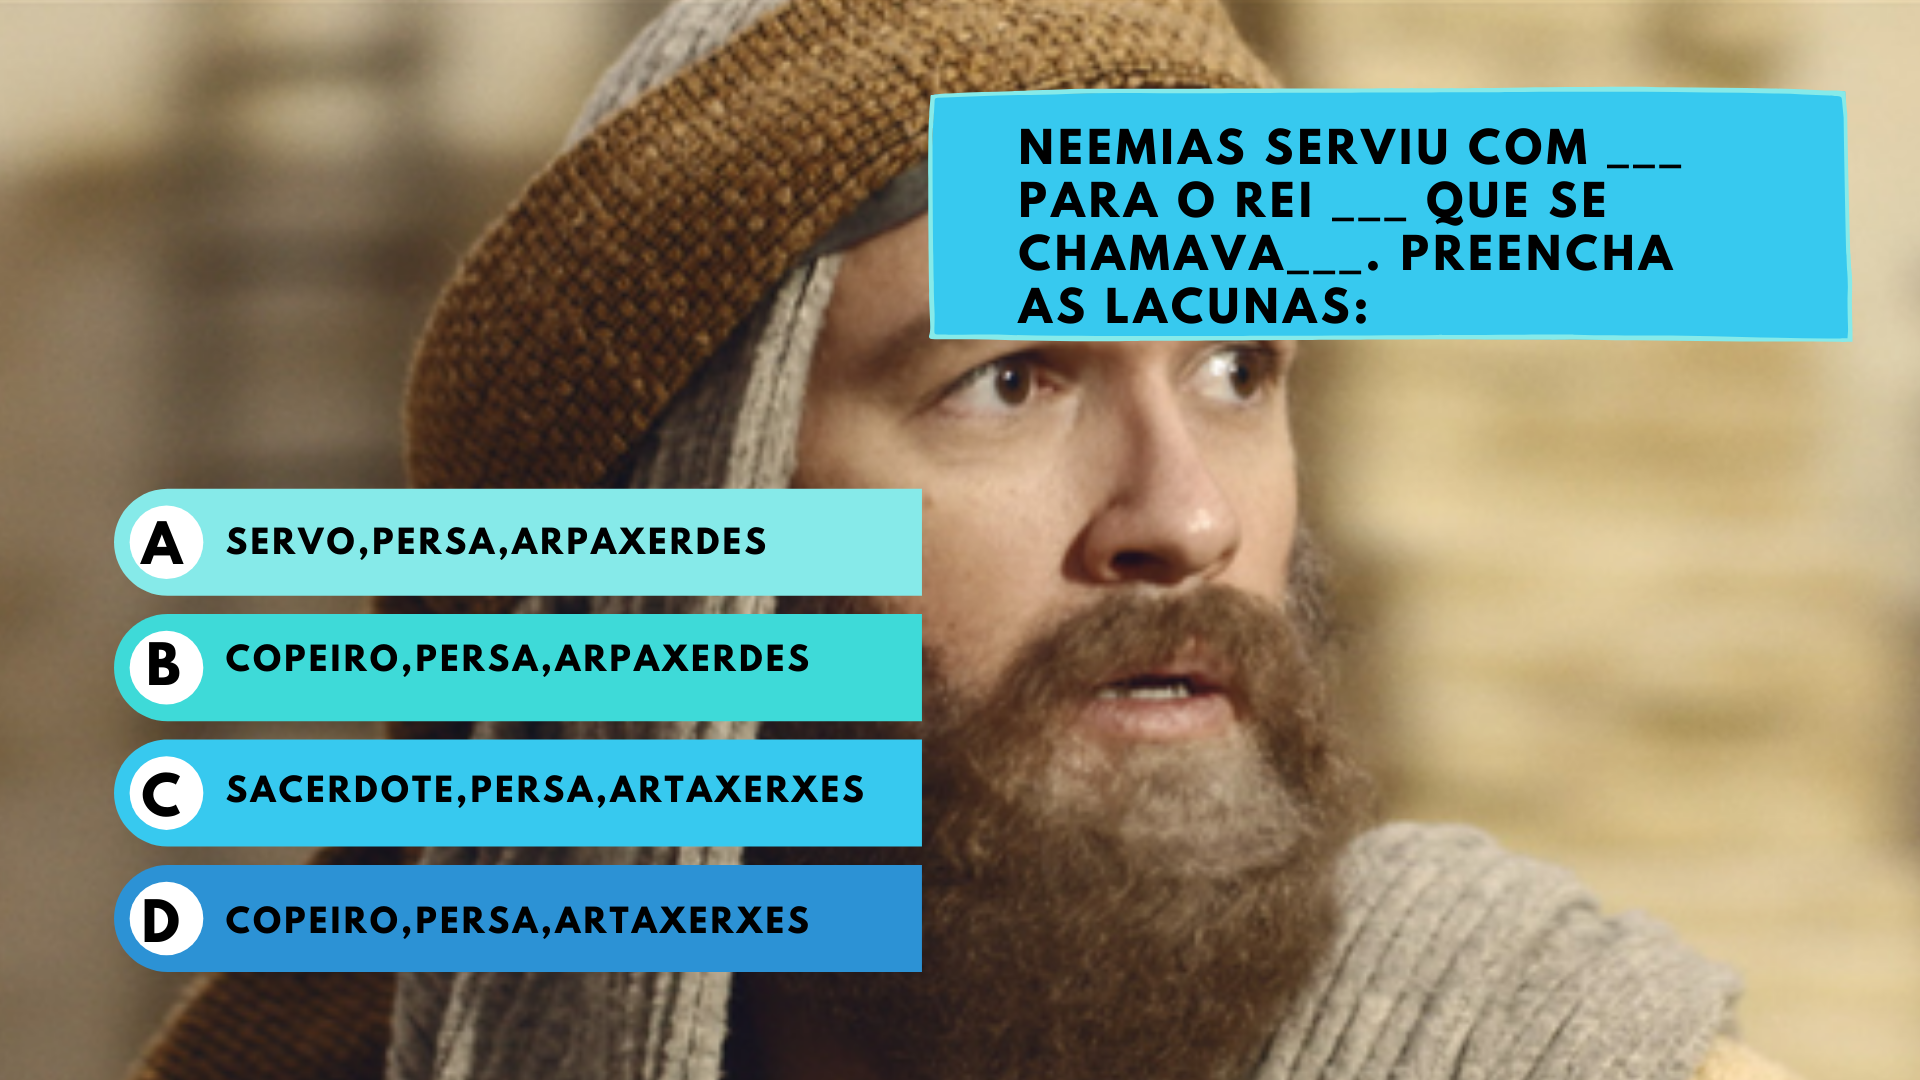 NEEMIAS SERVIU COM ___
PARA O REI ___ QUE SE
CHAMAVA___. PREENCHA
AS LACUNAS:
A SERVO,PERSA,ARPAXERDES
B COPEIRO,PERSA,ARPAXERDES
C SACERDOTE,PERSA,ARTAXERXES
D COPEIRO,PERSA,ARTAXERXES